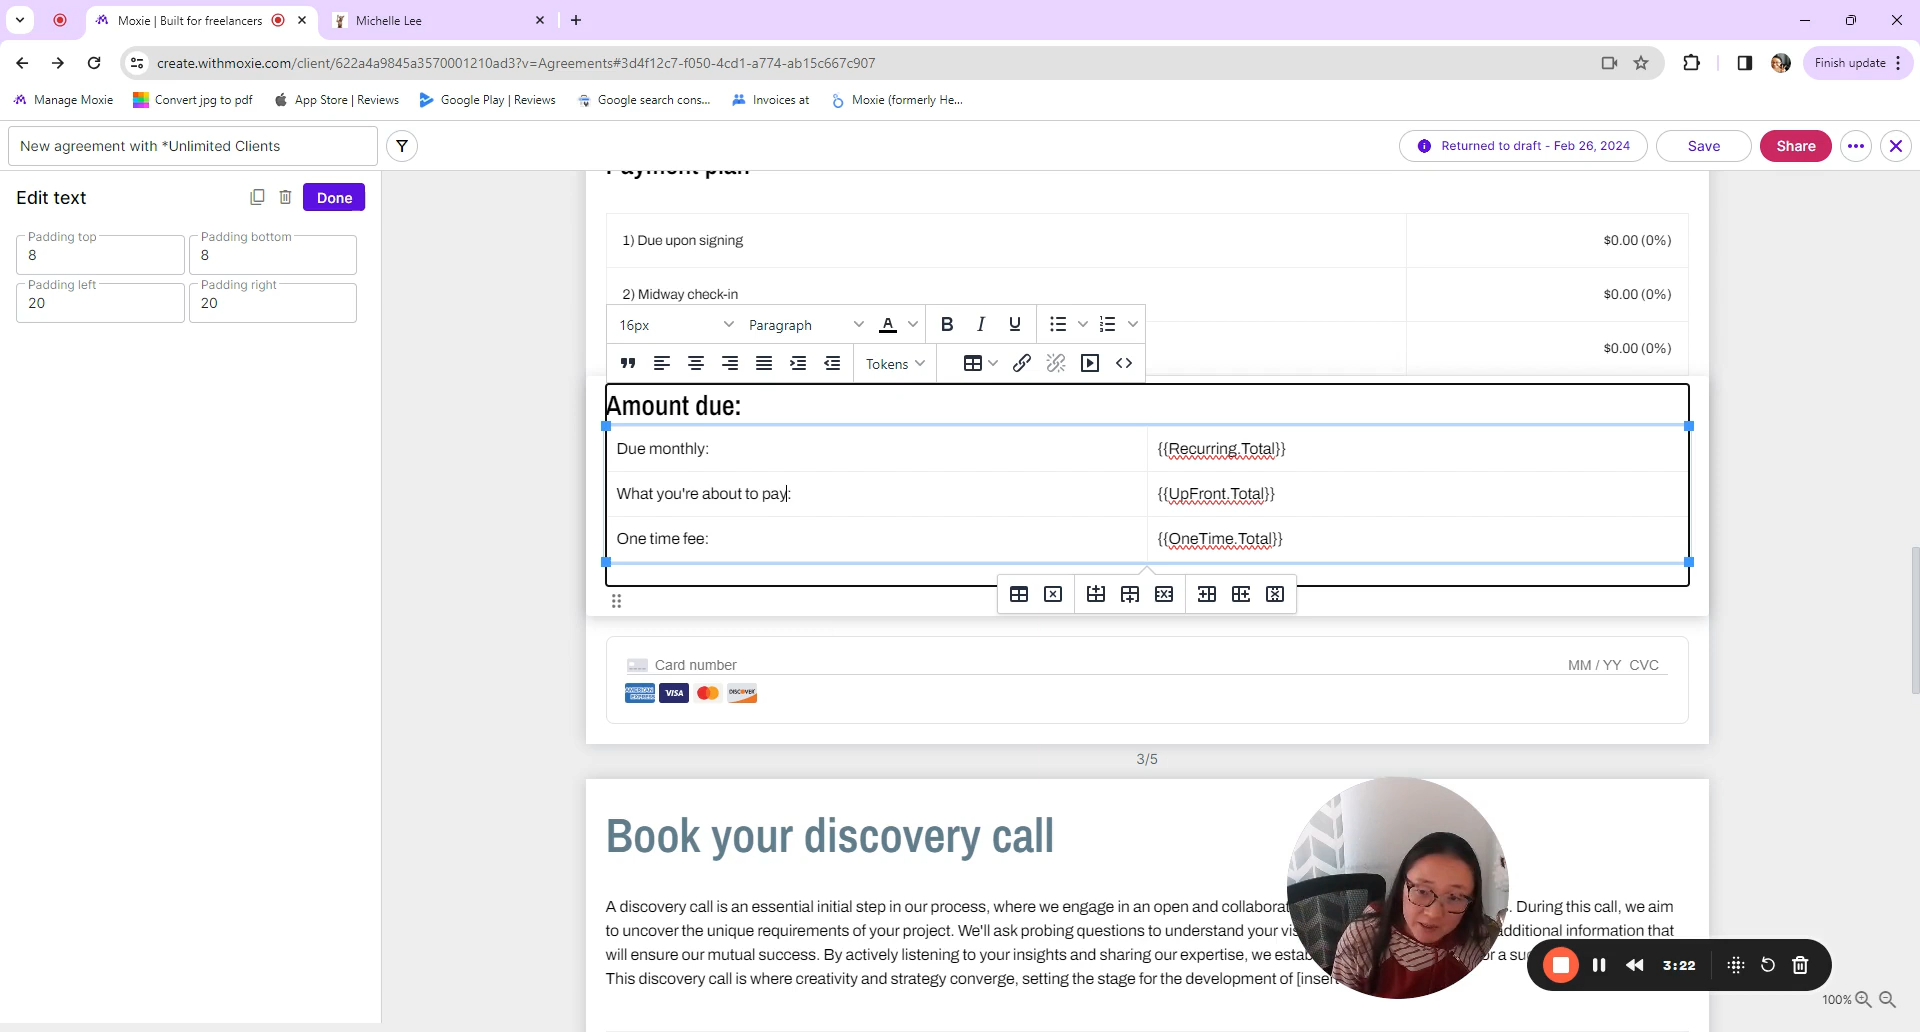 Moxie | Built for freelancers
Michelle Lee
create.withmoxie.com/client/622a4a9845a3570001210ad3?v=Agreements#3d4f12c7-f050-4cd1-a774-ab15c667c907
Finish update
Manage Moxie
Convert jpg to pdf
App Store | Reviews
Google Play | Reviews
Google search cons...
Invoices at
Moxie (formerly He...
New agreement with *Unlimited Clients
Returned to draft - Feb 26, 2024
Save
Share
Edit text
Done
Padding top
8
Padding bottom
8
Padding left
20
Padding right
20
Payment plan
1) Due upon signing
$0.00 (0%)
2) Midway check-in
$0.00 (0%)
$0.00 (0%)
16px
Paragraph
A
B
I
U
Tokens
Amount due:
Due monthly:
{{Recurring.Total}}
What you're about to pay:
{{UpFront.Total}}
One time fee:
{{OneTime.Total}}
Card number
MM / YY CVC
AMERICAN EXPRESS
VISA
DISCOVER
3/5
Book your discovery call
A discovery call is an essential initial step in our process, where we engage in an open and collaborat . During this call, we aim
to uncover the unique requirements of your project. We'll ask probing questions to understand your vis additional information that
will ensure our mutual success. By actively listening to your insights and sharing our expertise, we estab or a su
This discovery call is where creativity and strategy converge, setting the stage for the development of [insert
3:22
100%